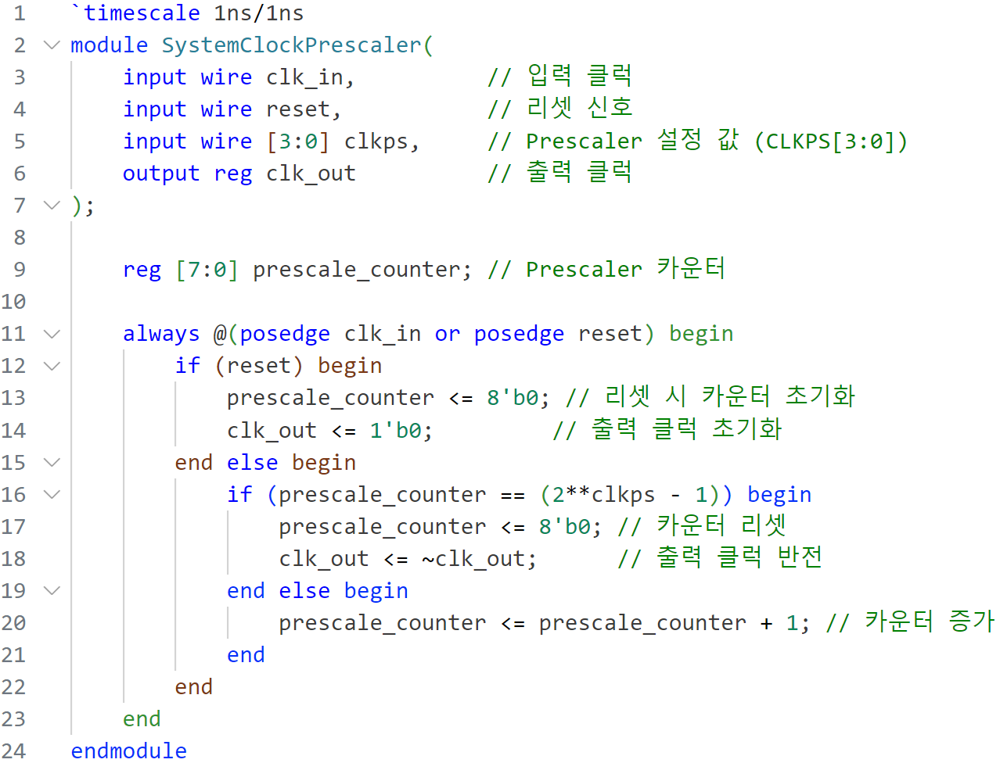 1 `timescale 1ns/1ns
2 module SystemClockPrescaler(
3 input wire clk_in, // 입력 클럭
4 input wire reset, // 리셋 신호
5 input wire [3:0] clkps, // Prescaler 설정 값 (CLKPS[3:0])
6 output reg clk_out // 출력 클럭
7 );
8
9 reg [7:0] prescale_counter; // Prescaler 카운터
10
11 always @(posedge clk_in or posedge reset) begin
12 if (reset) begin
13 prescale_counter <= 8'b0; // 리셋 시 카운터 초기화
14 clk_out <= 1'b0; // 출력 클럭 초기화
15 end else begin
16 if (prescale_counter == (2**clkps - 1)) begin
17 prescale_counter <= 8'b0; // 카운터 리셋
18 clk_out <= ~clk_out; // 출력 클럭 반전
19 end else begin
20 prescale_counter <= prescale_counter + 1; // 카운터 증가
21 end
22 end
23 end
24 endmodule